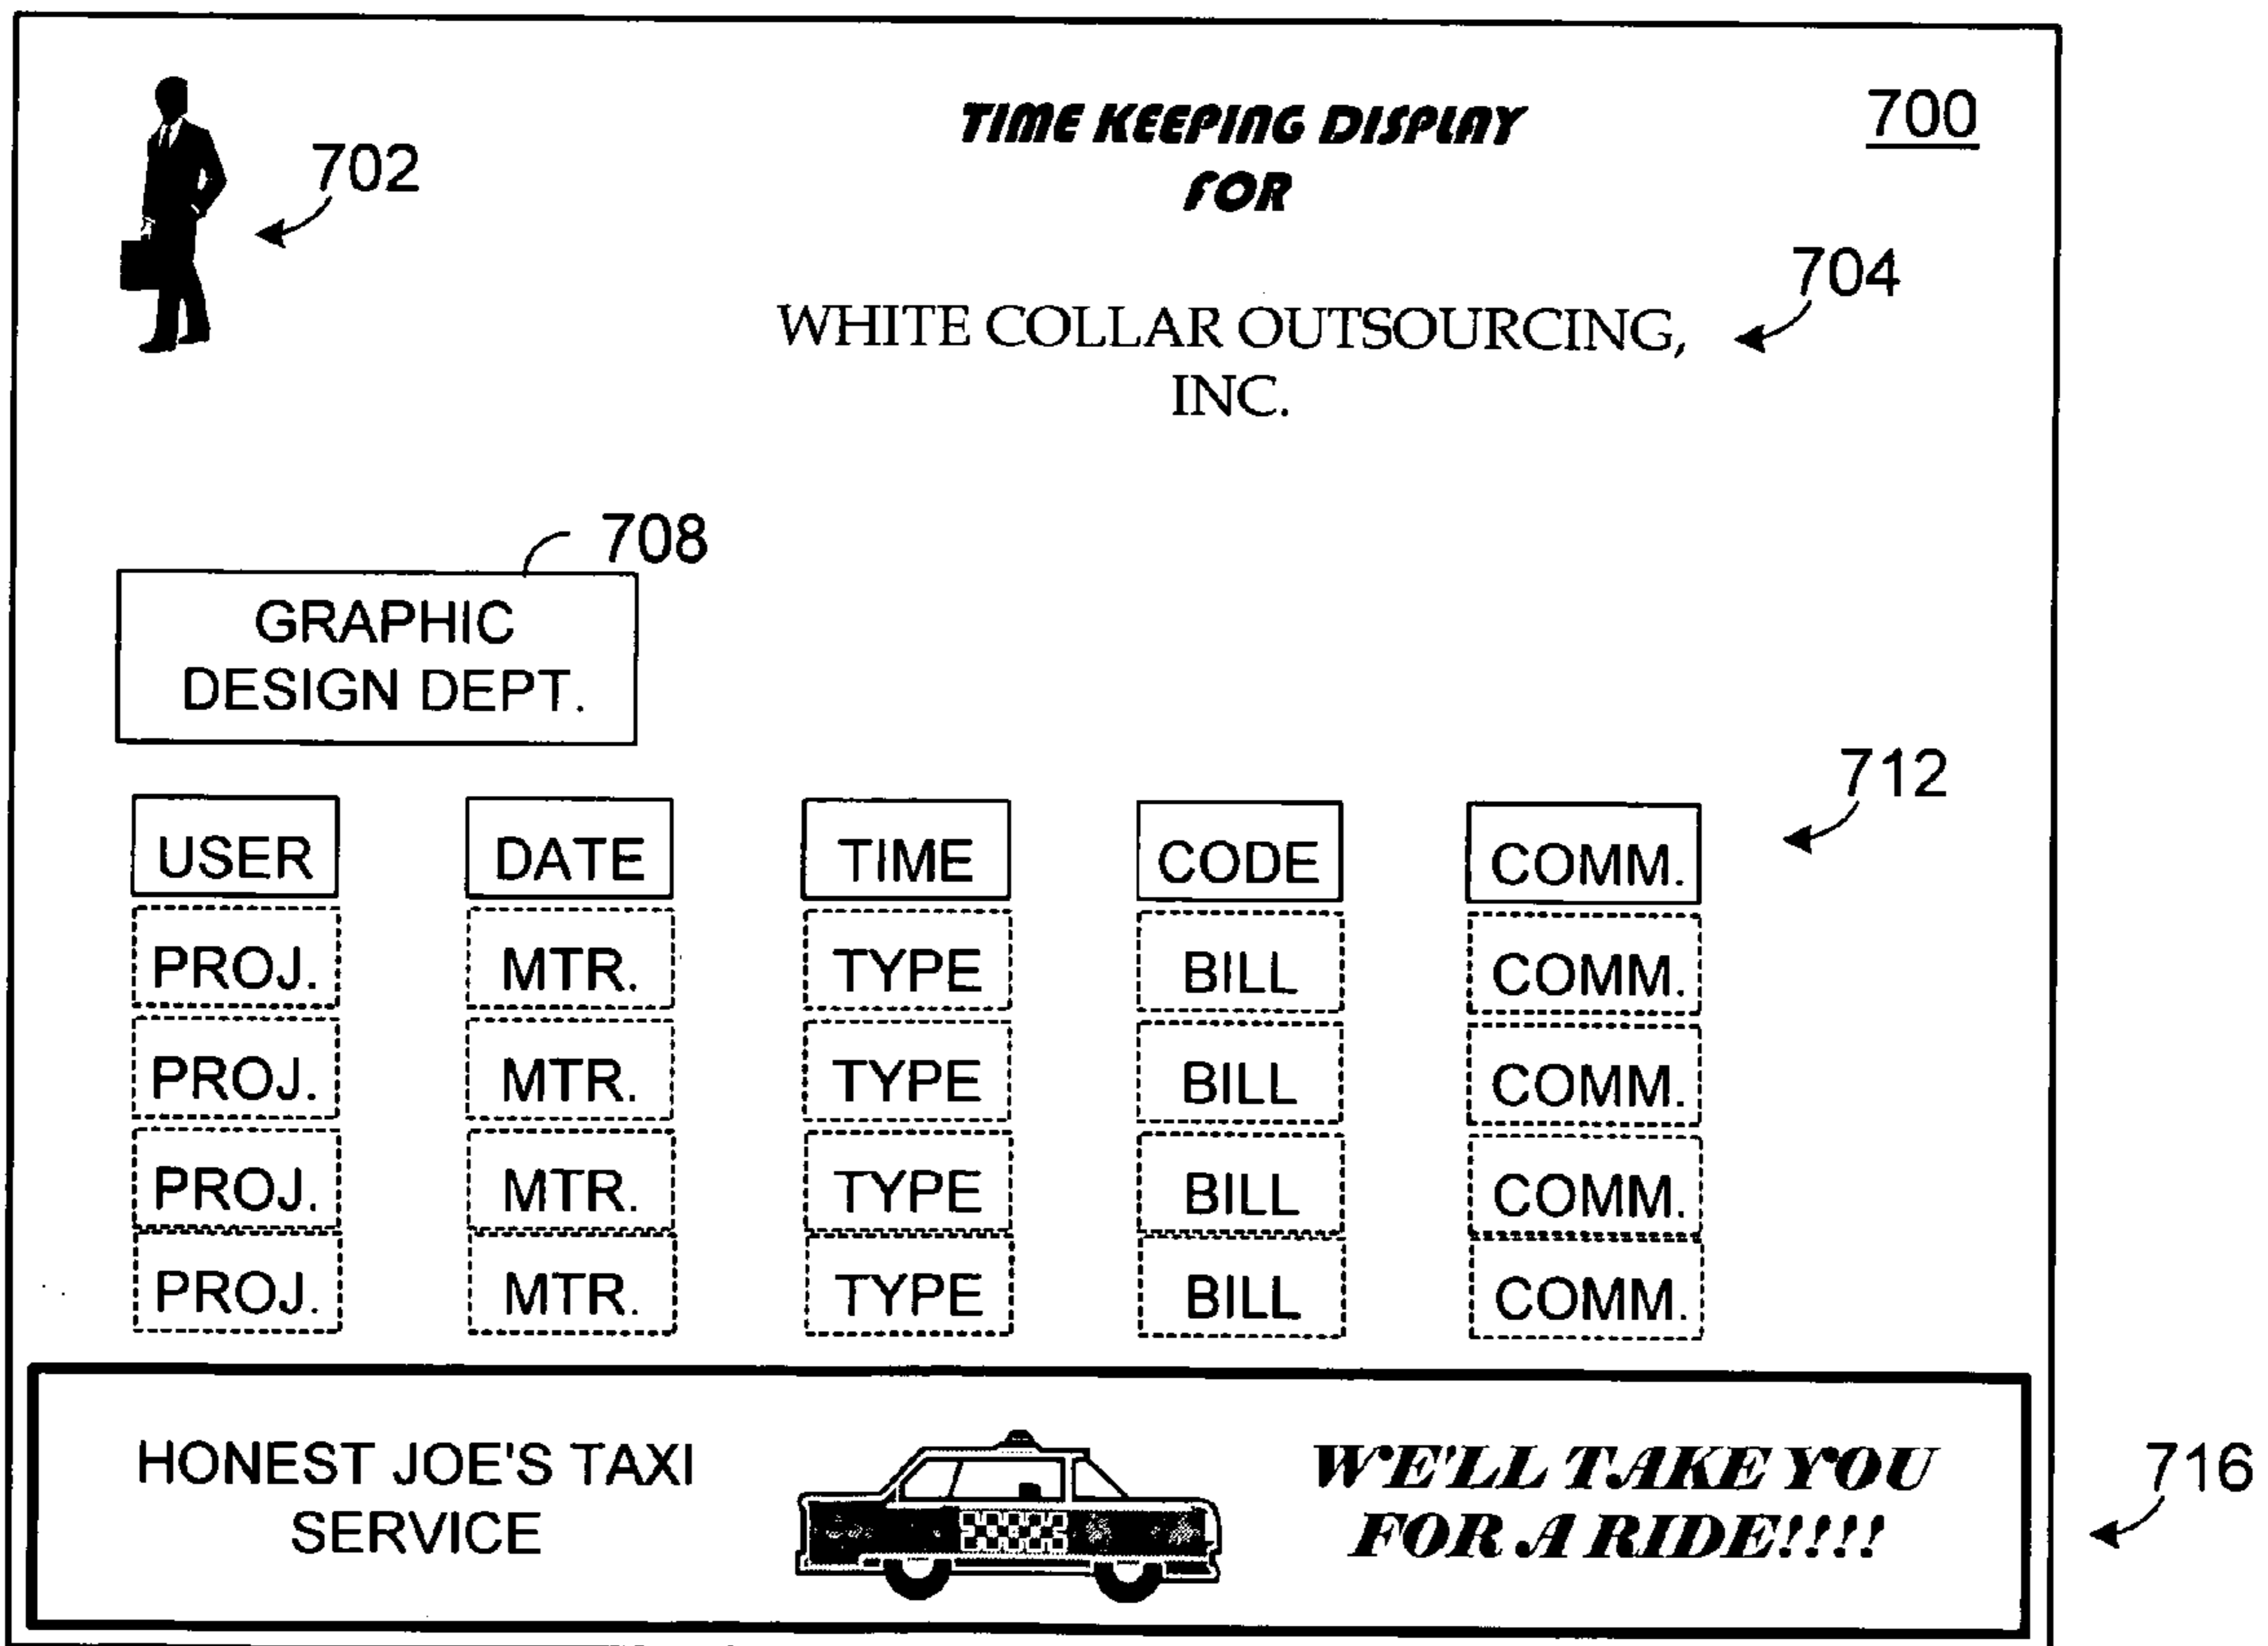 TIME KEEPING DISPLAY
FOR
700
702
704
WHITE COLLAR OUTSOURCING,
INC.
708
GRAPHIC
DESIGN DEPT.
712
USER DATE TIME CODE COMM.
PROJ. MTR. TYPE BILL COMM.
PROJ. MTR. TYPE BILL COMM.
PROJ. MTR. TYPE BILL COMM.
PROJ. MTR. TYPE BILL COMM.
HONEST JOE'S TAXI
SERVICE
WE'LL TAKE YOU
FOR A RIDE!!!!
716